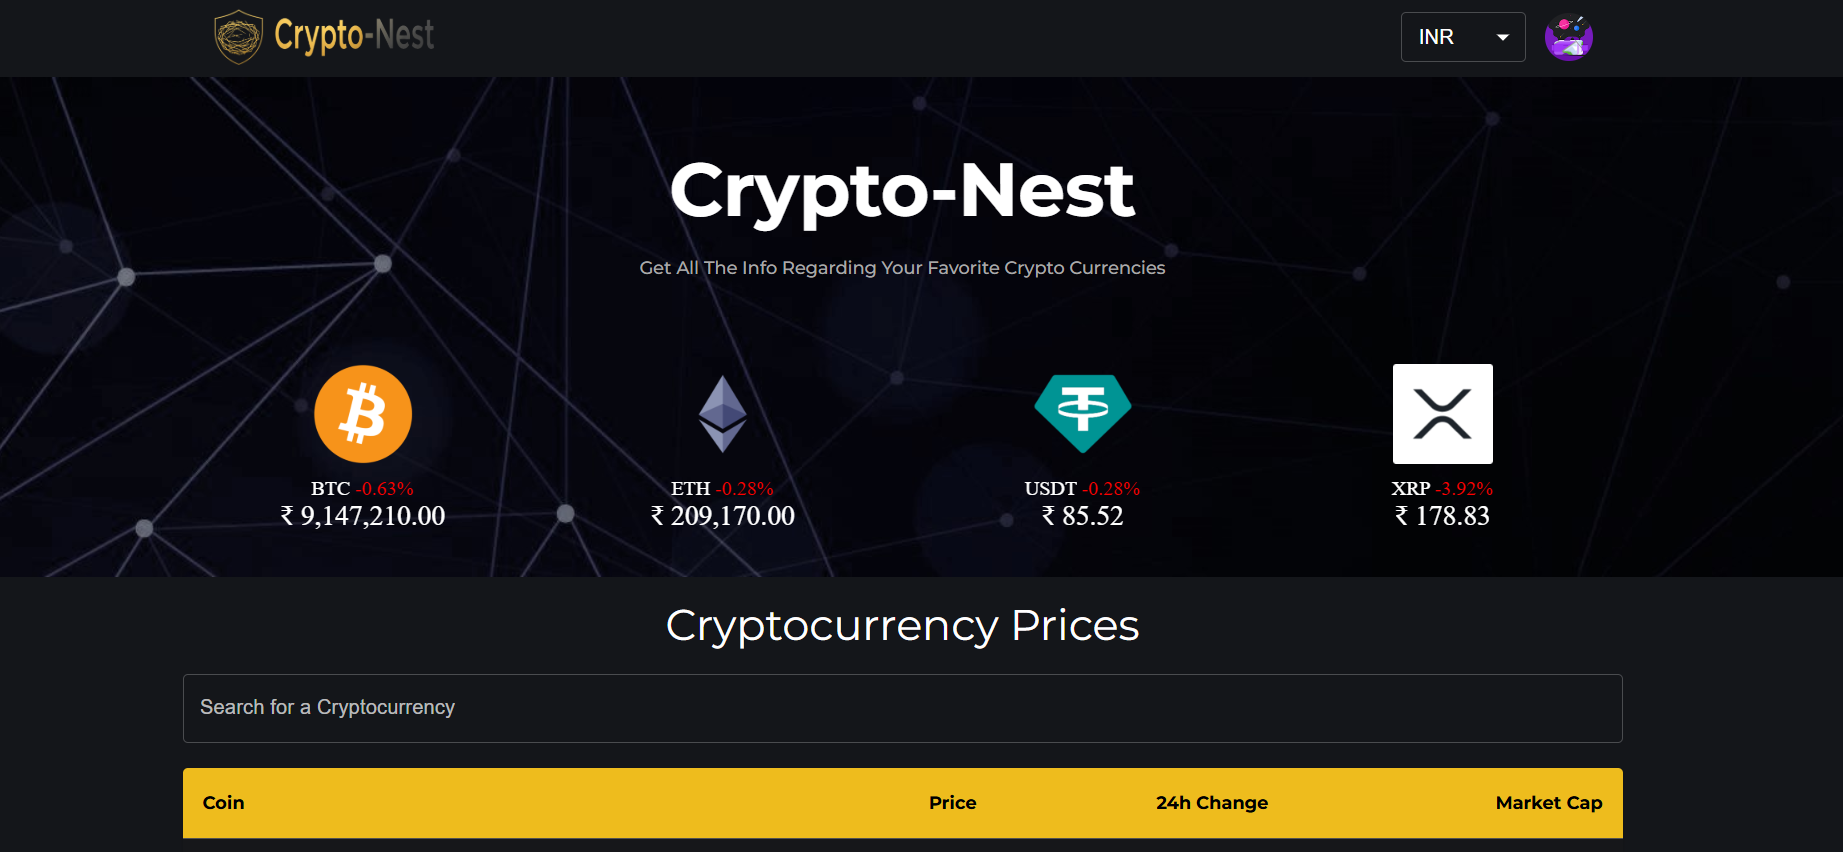 Crypto-Nest
INR
Crypto-Nest
Get All The Info Regarding Your Favorite Crypto Currencies
BTC -0.63%
₹ 9,147,210.00
ETH -0.28%
₹ 209,170.00
USDT -0.28%
₹ 85.52
XRP -3.92%
₹ 178.83
Cryptocurrency Prices
Search for a Cryptocurrency
Coin Price 24h Change Market Cap